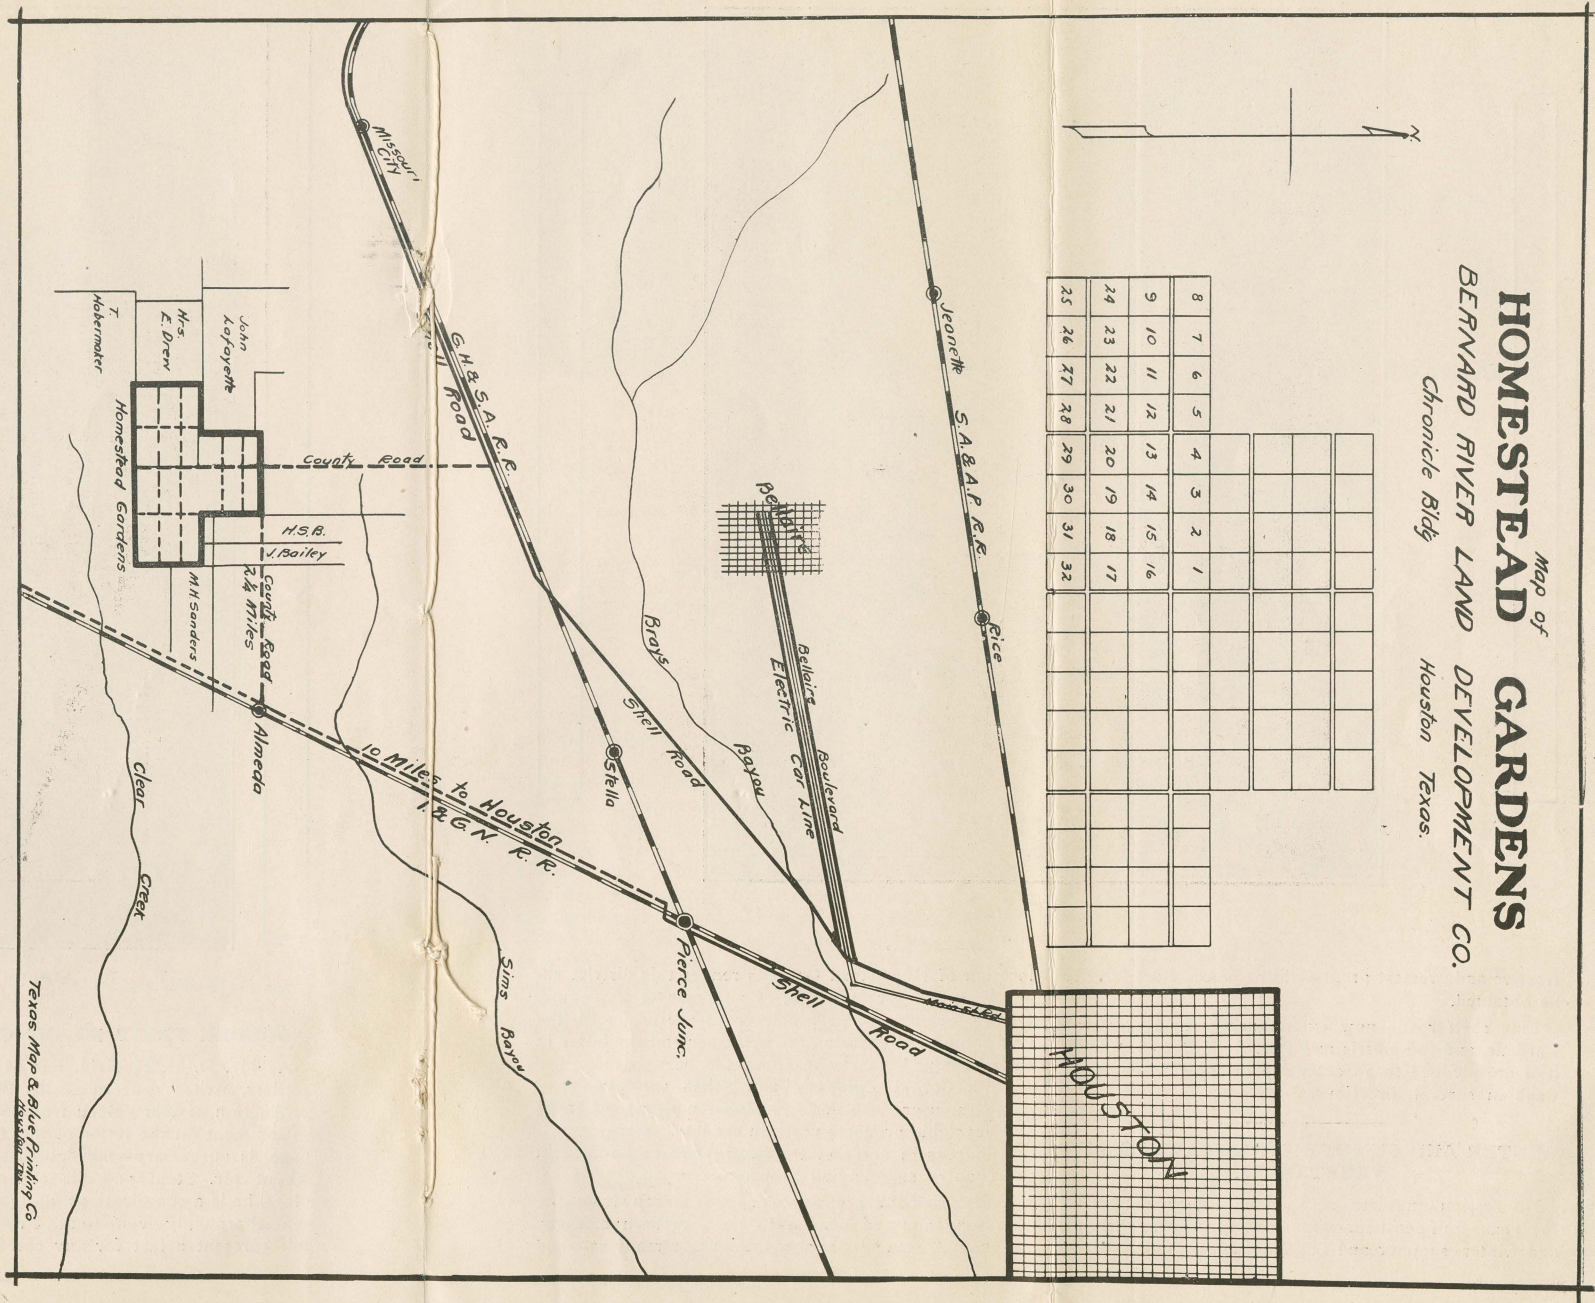 Map of
HOMESTEAD GARDENS
BERNARD RIVER LAND DEVELOPMENT CO.
Chronicle Bldg. Houston Texas.
N.
8 7 6 5 4 3 2 1
9 10 11 12 13 14 15 16
24 23 22 21 20 19 18 17
25 26 27 28 29 30 31 32
HOUSTON
Jeanette
S.A. & A.P. R.R.
Rice
Main St. Rd.
Bellaire
Bellaire Boulevard
Electric Car Line
Brays Bayou
Shell Road
Shell Road
Missouri
City
G.H. & S.A. R.R.
Shell Road
Stella
Pierce Junc.
10 Miles to Houston
I. & G.N. R.R.
Sims Bayou
County Road
John
Lafayette
Mrs.
E. Drew
T.
Habermaker
Homestead Gardens
H.S.B.
J. Bailey
County Road
2 1/4 Miles
M.H. Sanders
Almeda
Clear Creek
Texas Map & Blue Printing Co
Houston Tex